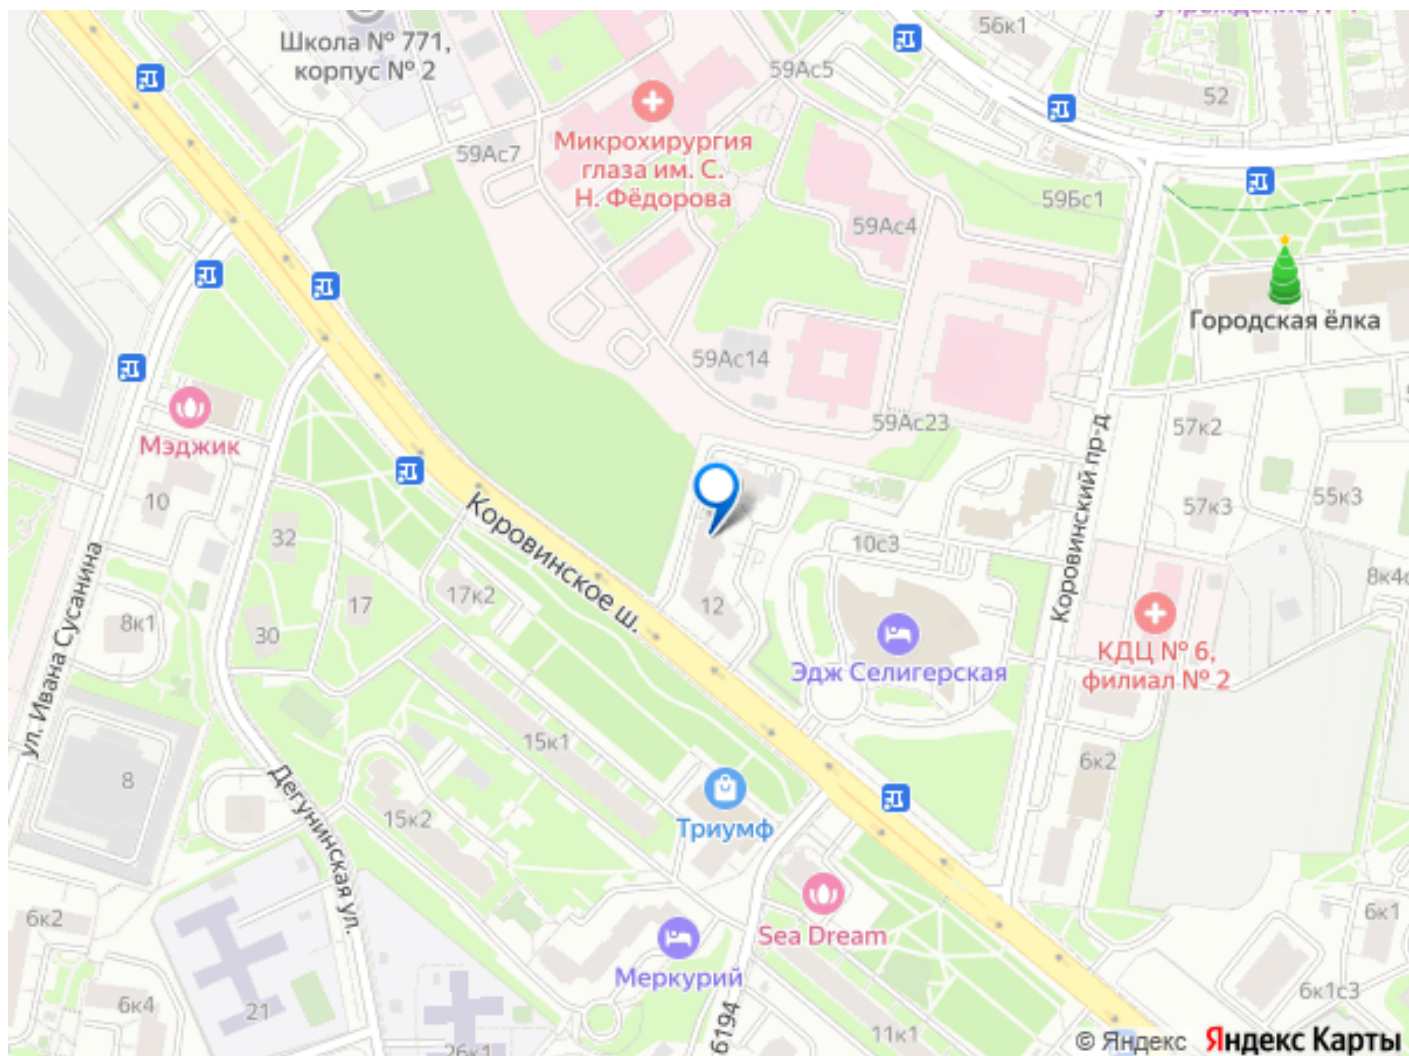 56к1
Школа № 771,
корпус № 2
59Ас5
52
Микрохирургия
глаза им. С.
Н. Фёдорова
59Ас7
59Бс1
59Ас4
Городская ёлка
59Ас14
Мэджик
59Ас23
57к2
Коровинский пр-д
10
57к3
55к3
Коровинское ш.
32
10с3
17
17к2
12
8к1
30
8к4с
Эдж Селигерская
КДЦ № 6,
филиал № 2
ул. Ивана Сусанина
15к1
6к2
8
Дегунинская ул.
15к2
Триумф
6к2
6к1
Sea Dream
Меркурий
6к4
21
6к1с3
6194
11к1
26к1
© Яндекс Яндекс Карты